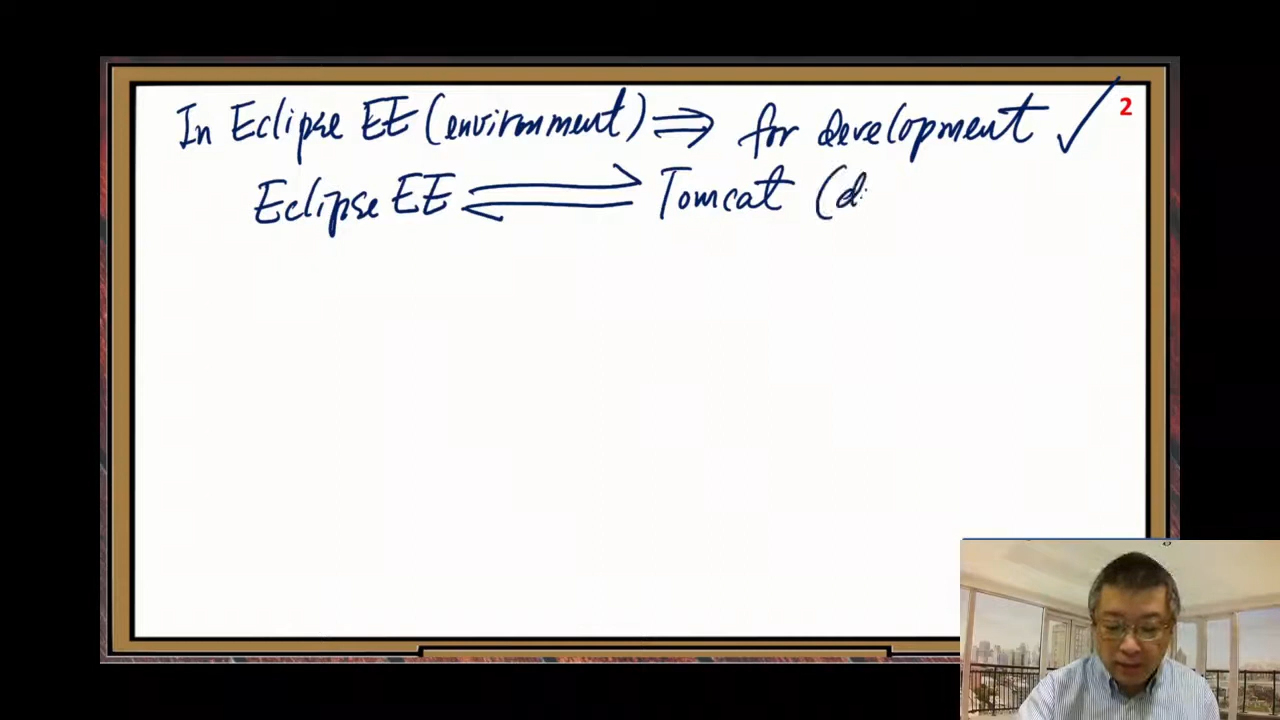 In Eclipse EE (environment) ⇒ for development ✓ 2
Eclipse EE ⇌ Tomcat (d